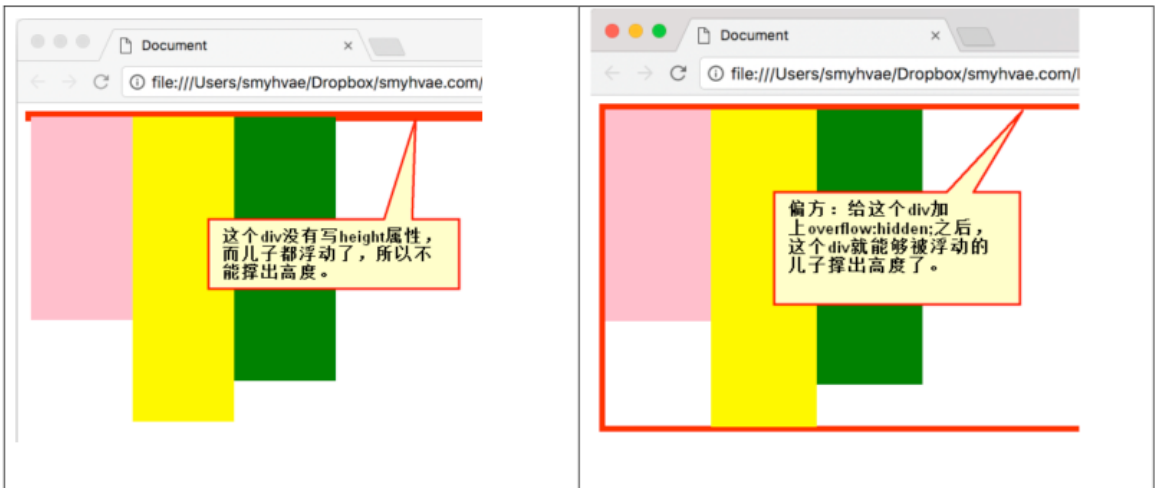 Document
file:///Users/smyhvae/Dropbox/smyhvae.com/
这个div没有写height属性，
而儿子都浮动了，所以不
能撑出高度。
Document
file:///Users/smyhvae/Dropbox/smyhvae.com/
偏方：给这个div加
上overflow:hidden;之后，
这个div就能够被浮动的
儿子撑出高度了。